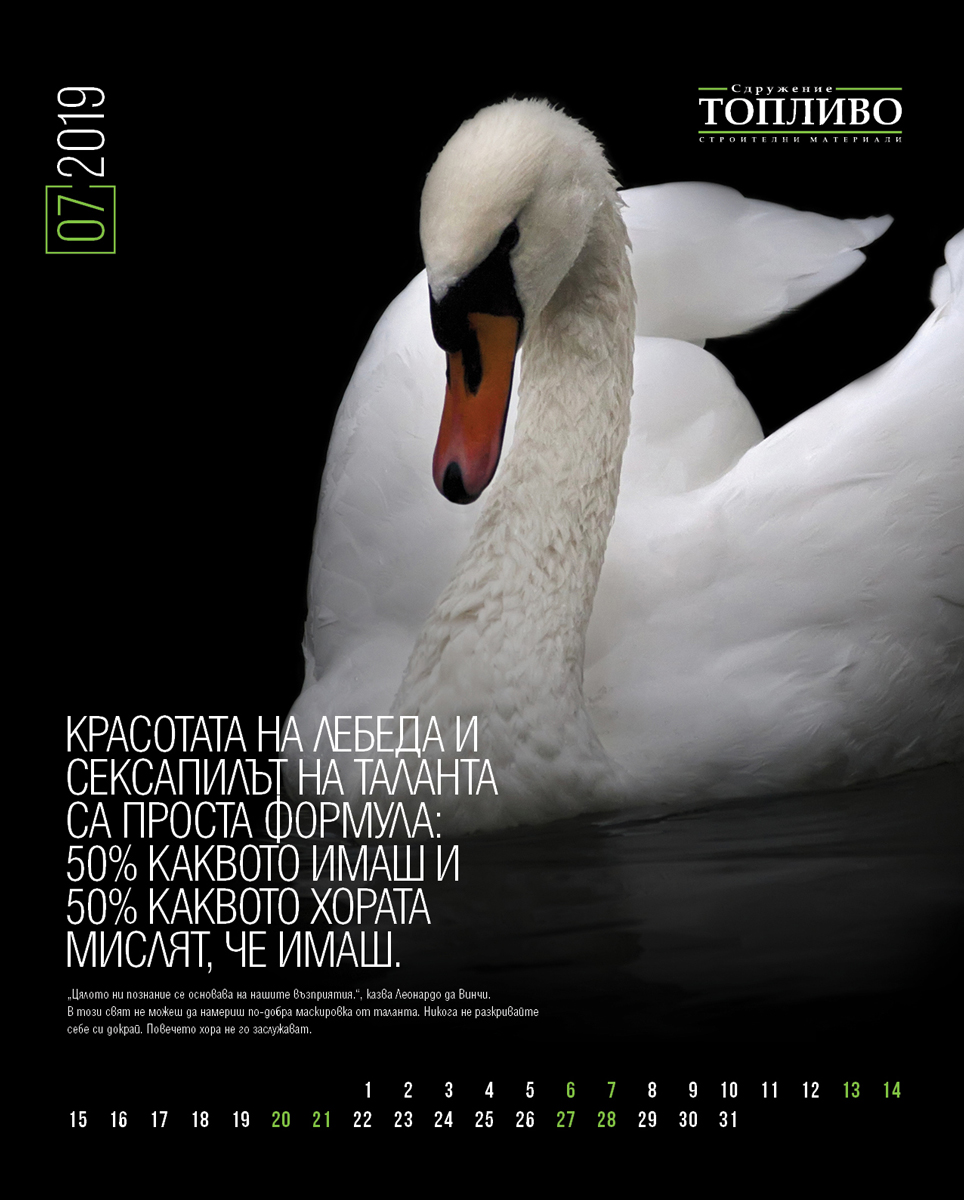 07 2019
Сдружение
ТОПЛИВО
СТРОИТЕЛНИ МАТЕРИАЛИ
КРАСОТАТА НА ЛЕБЕДА И
СЕКСАПИЛЪТ НА ТАЛАНТА
СА ПРОСТА ФОРМУЛА:
50% КАКВОТО ИМАШ И
50% КАКВОТО ХОРАТА
МИСЛЯТ, ЧЕ ИМАШ.
„Цялото ни познание се основава на нашите възприятия.“, казва Леонардо да Винчи.
В този свят не можеш да намериш по-добра маскировка от таланта. Никога не разкривайте
себе си докрай. Повечето хора не го заслужават.
1 2 3 4 5 6 7 8 9 10 11 12 13 14
15 16 17 18 19 20 21 22 23 24 25 26 27 28 29 30 31